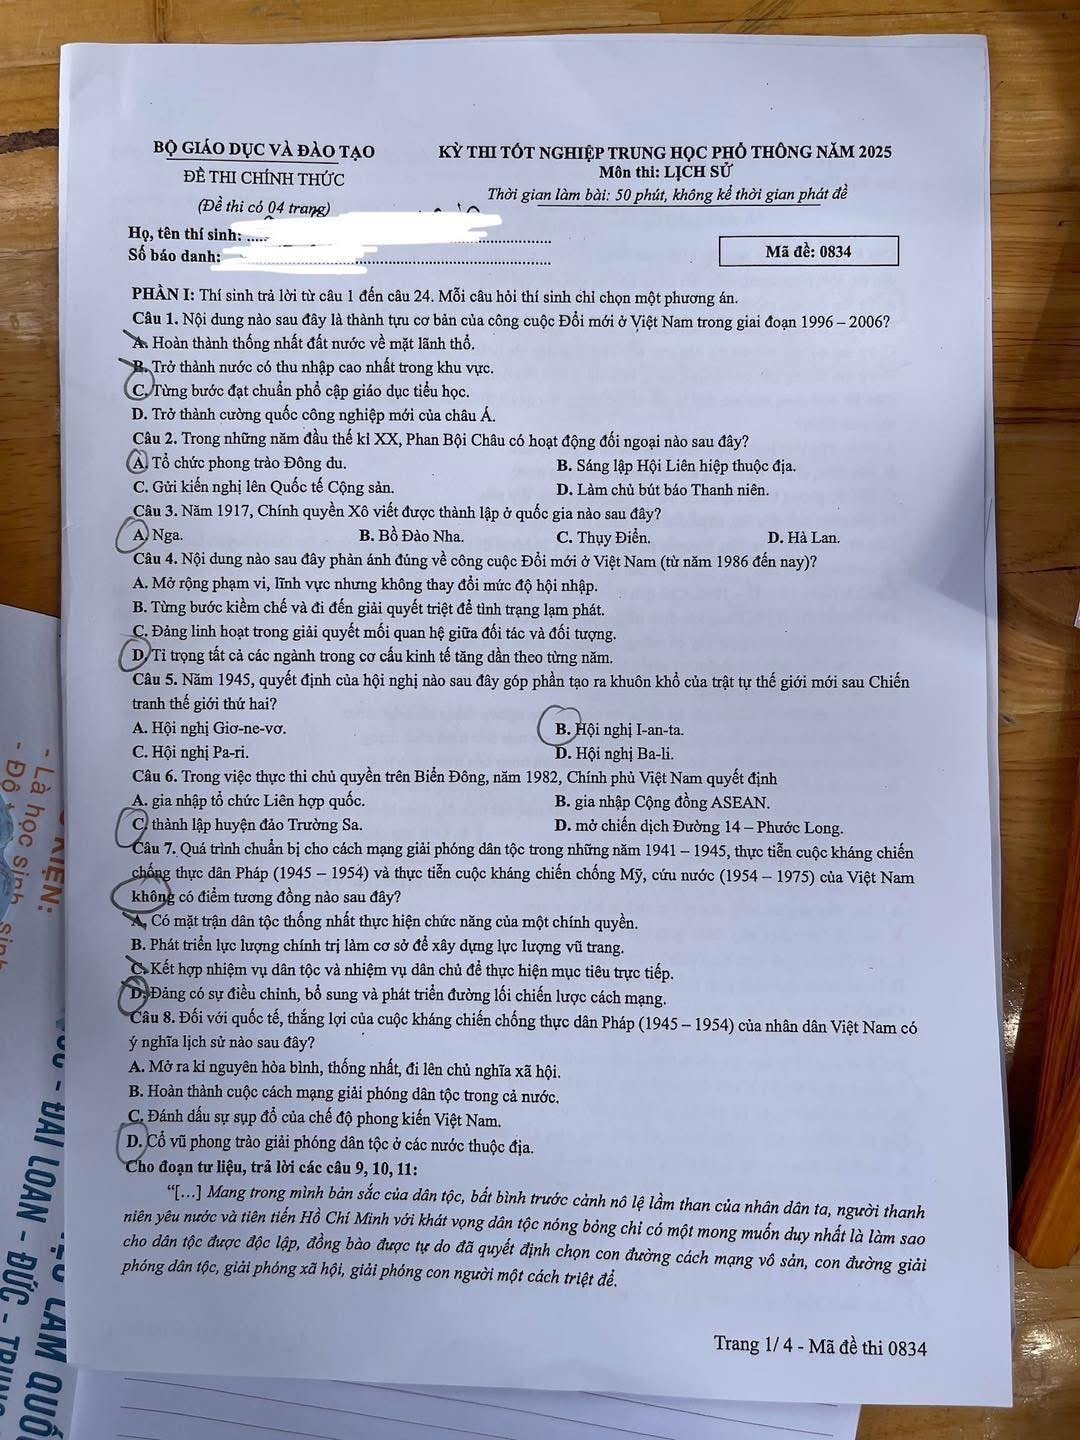 BỘ GIÁO DỤC VÀ ĐÀO TẠO
ĐỀ THI CHÍNH THỨC
(Đề thi có 04 trang)
KỲ THI TỐT NGHIỆP TRUNG HỌC PHỔ THÔNG NĂM 2025
Môn thi: LỊCH SỬ
Thời gian làm bài: 50 phút, không kể thời gian phát đề
Họ, tên thí sinh:
Số báo danh:
Mã đề: 0834
PHẦN I: Thí sinh trả lời từ câu 1 đến câu 24. Mỗi câu hỏi thí sinh chỉ chọn một phương án.
Câu 1. Nội dung nào sau đây là thành tựu cơ bản của công cuộc Đổi mới ở Việt Nam trong giai đoạn 1996 – 2006?
A. Hoàn thành thống nhất đất nước về mặt lãnh thổ.
B. Trở thành nước có thu nhập cao nhất trong khu vực.
C. Từng bước đạt chuẩn phổ cập giáo dục tiểu học.
D. Trở thành cường quốc công nghiệp mới của châu Á.
Câu 2. Trong những năm đầu thế kỉ XX, Phan Bội Châu có hoạt động đối ngoại nào sau đây?
A. Tổ chức phong trào Đông du. B. Sáng lập Hội Liên hiệp thuộc địa.
C. Gửi kiến nghị lên Quốc tế Cộng sản. D. Làm chủ bút báo Thanh niên.
Câu 3. Năm 1917, Chính quyền Xô viết được thành lập ở quốc gia nào sau đây?
A. Nga. B. Bồ Đào Nha. C. Thụy Điển. D. Hà Lan.
Câu 4. Nội dung nào sau đây phản ánh đúng về công cuộc Đổi mới ở Việt Nam (từ năm 1986 đến nay)?
A. Mở rộng phạm vi, lĩnh vực nhưng không thay đổi mức độ hội nhập.
B. Từng bước kiềm chế và đi đến giải quyết triệt để tình trạng lạm phát.
C. Đảng linh hoạt trong giải quyết mối quan hệ giữa đối tác và đối tượng.
D. Tỉ trọng tất cả các ngành trong cơ cấu kinh tế tăng dần theo từng năm.
Câu 5. Năm 1945, quyết định của hội nghị nào sau đây góp phần tạo ra khuôn khổ của trật tự thế giới mới sau Chiến
tranh thế giới thứ hai?
A. Hội nghị Giơ-ne-vơ. B. Hội nghị I-an-ta.
C. Hội nghị Pa-ri. D. Hội nghị Ba-li.
Câu 6. Trong việc thực thi chủ quyền trên Biển Đông, năm 1982, Chính phủ Việt Nam quyết định
A. gia nhập tổ chức Liên hợp quốc. B. gia nhập Cộng đồng ASEAN.
C. thành lập huyện đảo Trường Sa. D. mở chiến dịch Đường 14 – Phước Long.
Câu 7. Quá trình chuẩn bị cho cách mạng giải phóng dân tộc trong những năm 1941 – 1945, thực tiễn cuộc kháng chiến
chống thực dân Pháp (1945 – 1954) và thực tiễn cuộc kháng chiến chống Mỹ, cứu nước (1954 – 1975) của Việt Nam
không có điểm tương đồng nào sau đây?
A. Có mặt trận dân tộc thống nhất thực hiện chức năng của một chính quyền.
B. Phát triển lực lượng chính trị làm cơ sở để xây dựng lực lượng vũ trang.
C. Kết hợp nhiệm vụ dân tộc và nhiệm vụ dân chủ để thực hiện mục tiêu trực tiếp.
D. Đảng có sự điều chỉnh, bổ sung và phát triển đường lối chiến lược cách mạng.
Câu 8. Đối với quốc tế, thắng lợi của cuộc kháng chiến chống thực dân Pháp (1945 – 1954) của nhân dân Việt Nam có
ý nghĩa lịch sử nào sau đây?
A. Mở ra kỉ nguyên hòa bình, thống nhất, đi lên chủ nghĩa xã hội.
B. Hoàn thành cuộc cách mạng giải phóng dân tộc trong cả nước.
C. Đánh dấu sự sụp đổ của chế độ phong kiến Việt Nam.
D. Cổ vũ phong trào giải phóng dân tộc ở các nước thuộc địa.
Cho đoạn tư liệu, trả lời các câu 9, 10, 11:
“[…] Mang trong mình bản sắc của dân tộc, bất bình trước cảnh nô lệ lầm than của nhân dân ta, người thanh
niên yêu nước và tiên tiến Hồ Chí Minh với khát vọng dân tộc nóng bỏng chỉ có một mong muốn duy nhất là làm sao
cho dân tộc được độc lập, đồng bào được tự do đã quyết định chọn con đường cách mạng vô sản, con đường giải
phóng dân tộc, giải phóng xã hội, giải phóng con người một cách triệt để.
Trang 1/ 4 - Mã đề thi 0834
- Là học sinh
KIỆN:
- ĐÀI LOAN - ĐỨC -